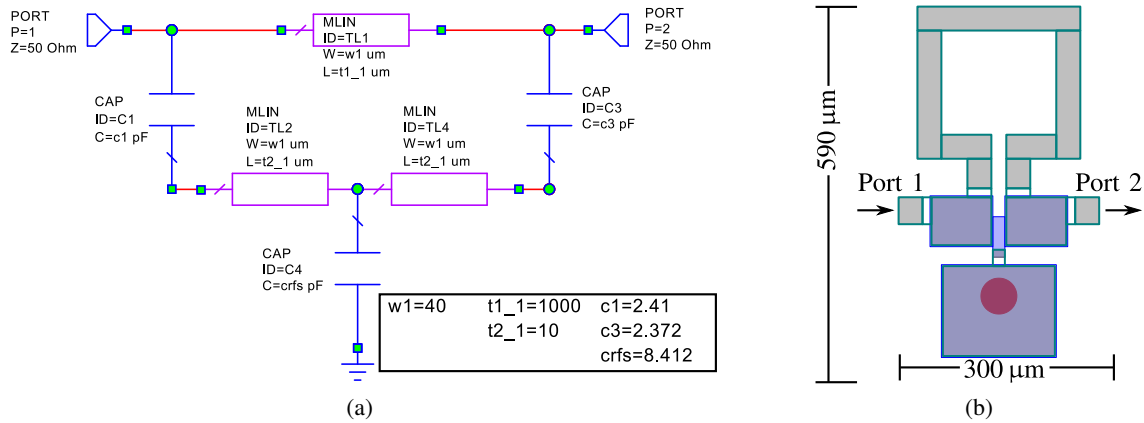 PORT
P=1
Z=50 Ohm
MLIN
ID=TL1
W=w1 um
L=t1_1 um
PORT
P=2
Z=50 Ohm
CAP
ID=C1
C=c1 pF
MLIN
ID=TL2
W=w1 um
L=t2_1 um
MLIN
ID=TL4
W=w1 um
L=t2_1 um
CAP
ID=C3
C=c3 pF
CAP
ID=C4
C=crfs pF
w1=40 t1_1=1000 c1=2.41
t2_1=10 c3=2.372
crfs=8.412
(a)
590 μm
Port 1
Port 2
300 μm
(b)